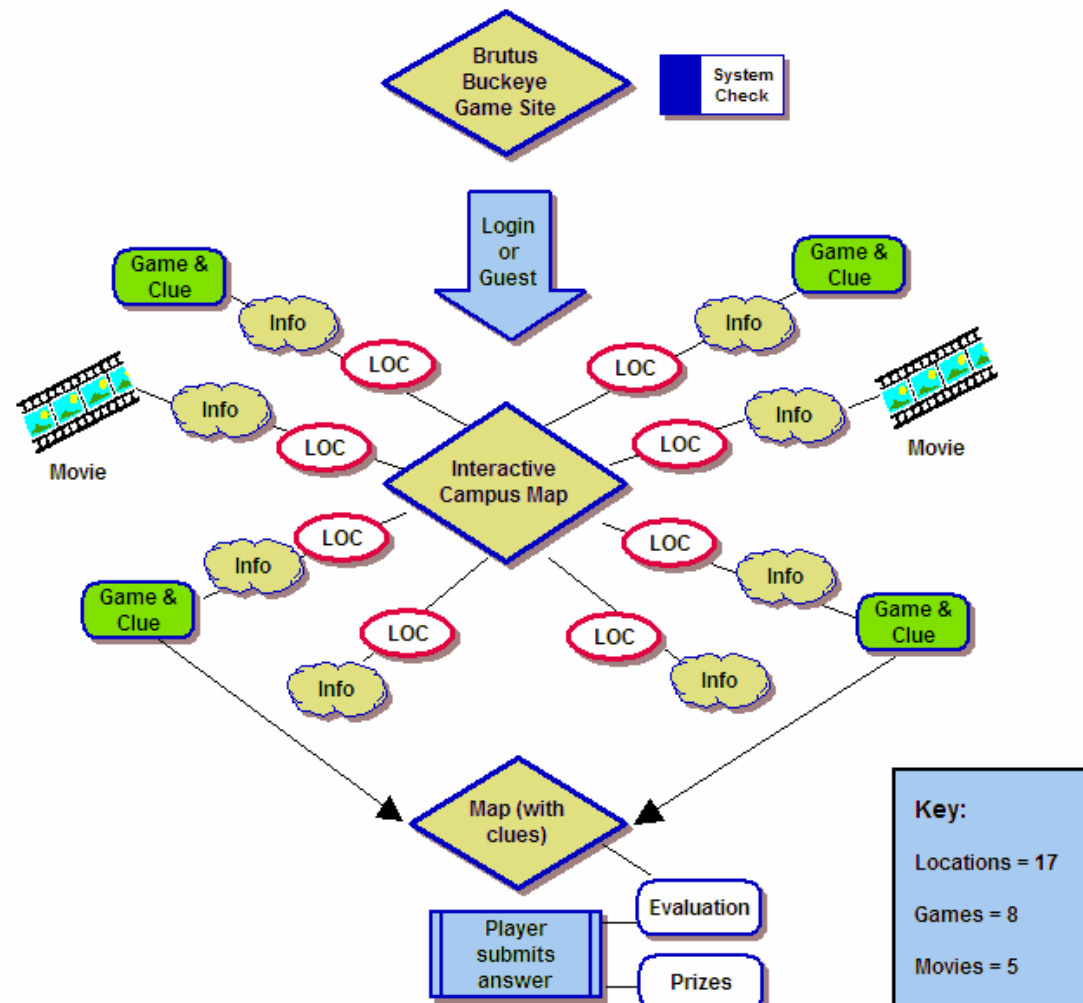 Brutus
Buckeye
Game Site
System
Check
Login
or
Guest
Game &
Clue
Game &
Clue
Info
Info
LOC
LOC
Info
Info
LOC
LOC
Movie
Movie
Interactive
Campus Map
LOC
LOC
Info
Info
Game &
Clue
Game &
Clue
LOC
LOC
Info
Info
Map (with
clues)
Key:
Locations = 17
Games = 8
Movies = 5
Evaluation
Player
submits
answer
Prizes